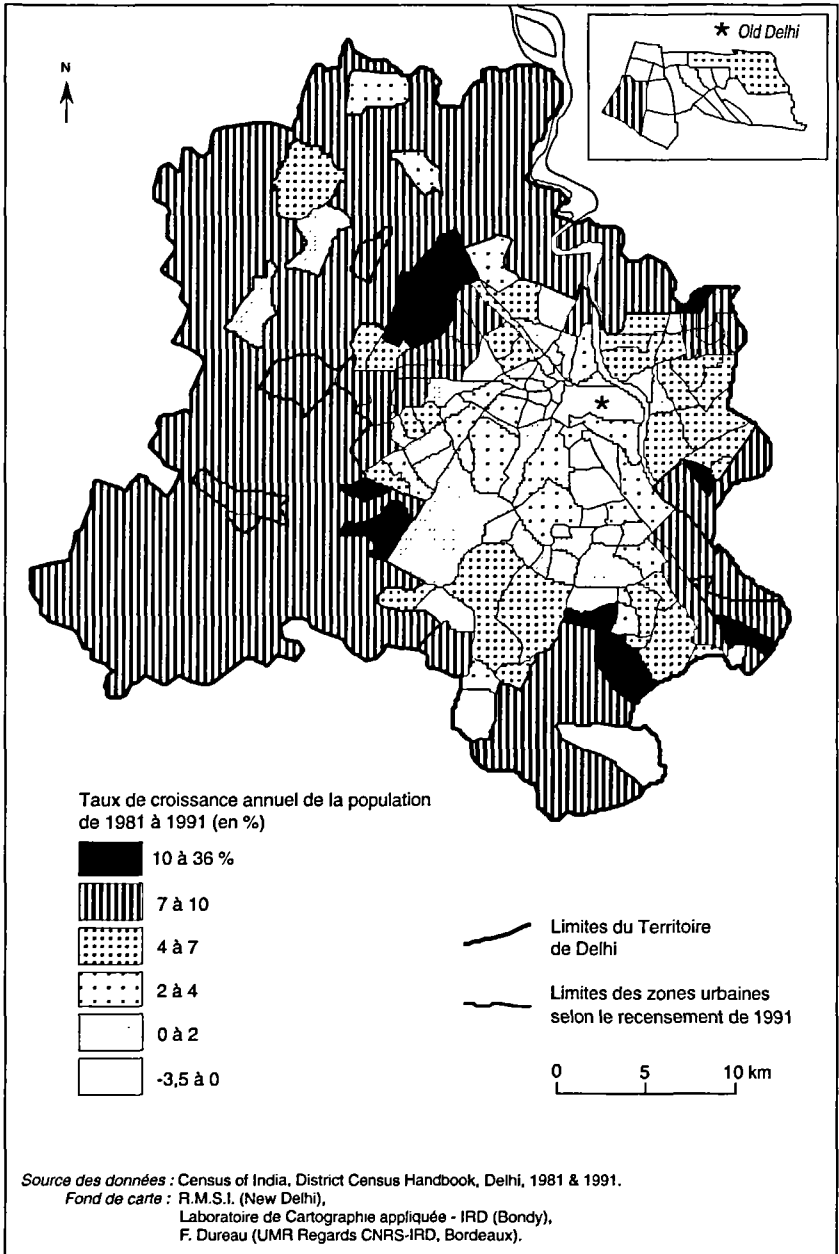 ★ Old Delhi
N
★
Taux de croissance annuel de la population
de 1981 à 1991 (en %)
10 à 36 %
7 à 10
4 à 7
2 à 4
0 à 2
-3,5 à 0
Limites du Territoire
de Delhi
Limites des zones urbaines
selon le recensement de 1991
0 5 10 km
Source des données : Census of India, District Census Handbook, Delhi, 1981 & 1991.
Fond de carte : R.M.S.I. (New Delhi),
Laboratoire de Cartographie appliquée - IRD (Bondy),
F. Dureau (UMR Regards CNRS-IRD, Bordeaux).